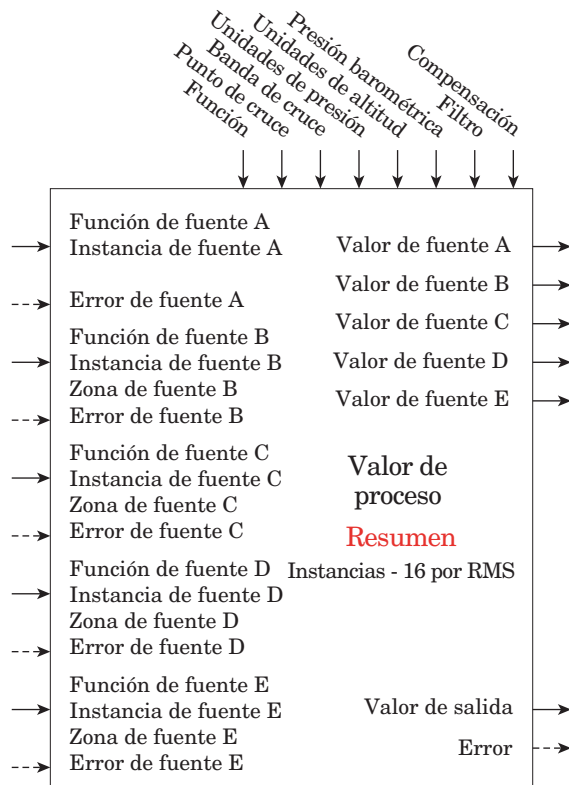 Función
Punto de cruce
Banda de cruce
Unidades de presión
Unidades de altitud
Presión barométrica
Filtro
Compensación
Función de fuente A
Instancia de fuente A
Error de fuente A
Función de fuente B
Instancia de fuente B
Zona de fuente B
Error de fuente B
Función de fuente C
Instancia de fuente C
Zona de fuente C
Error de fuente C
Función de fuente D
Instancia de fuente D
Zona de fuente D
Error de fuente D
Función de fuente E
Instancia de fuente E
Zona de fuente E
Error de fuente E
Valor de fuente A
Valor de fuente B
Valor de fuente C
Valor de fuente D
Valor de fuente E
Valor de
proceso
Resumen
Instancias - 16 por RMS
Valor de salida
Error